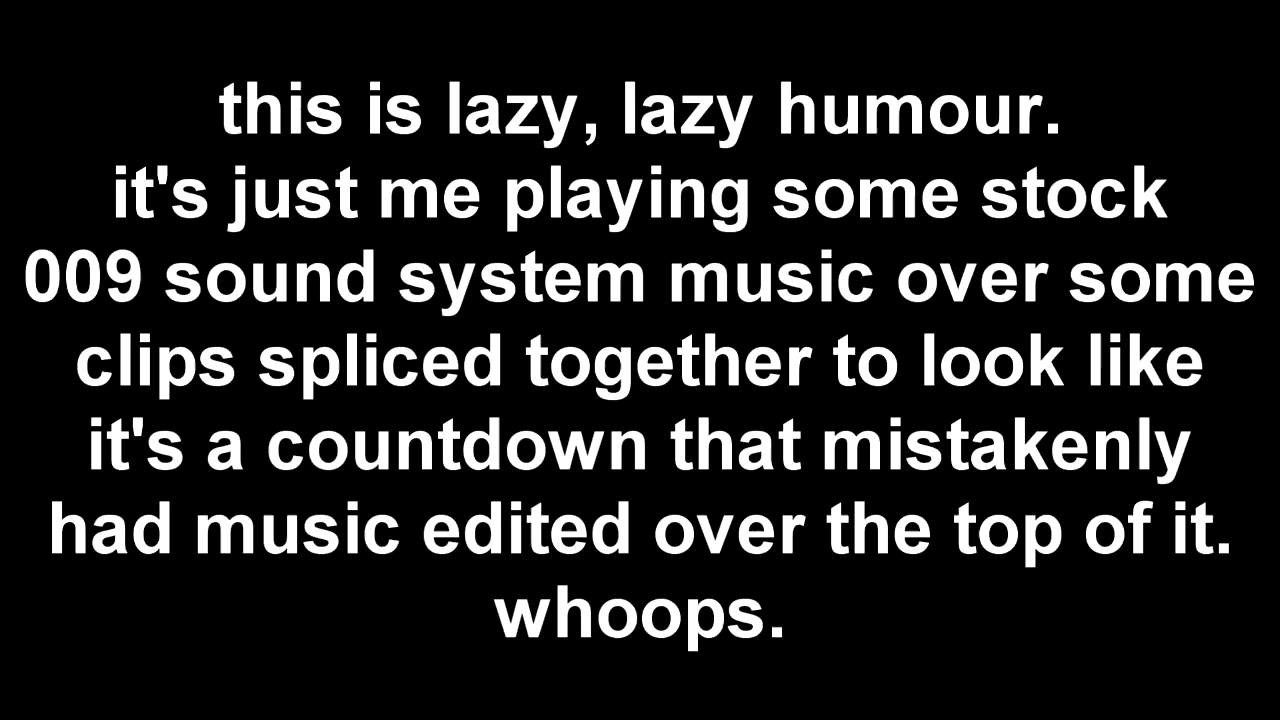 this is lazy, lazy humour.
it's just me playing some stock
009 sound system music over some
clips spliced together to look like
it's a countdown that mistakenly
had music edited over the top of it.
whoops.